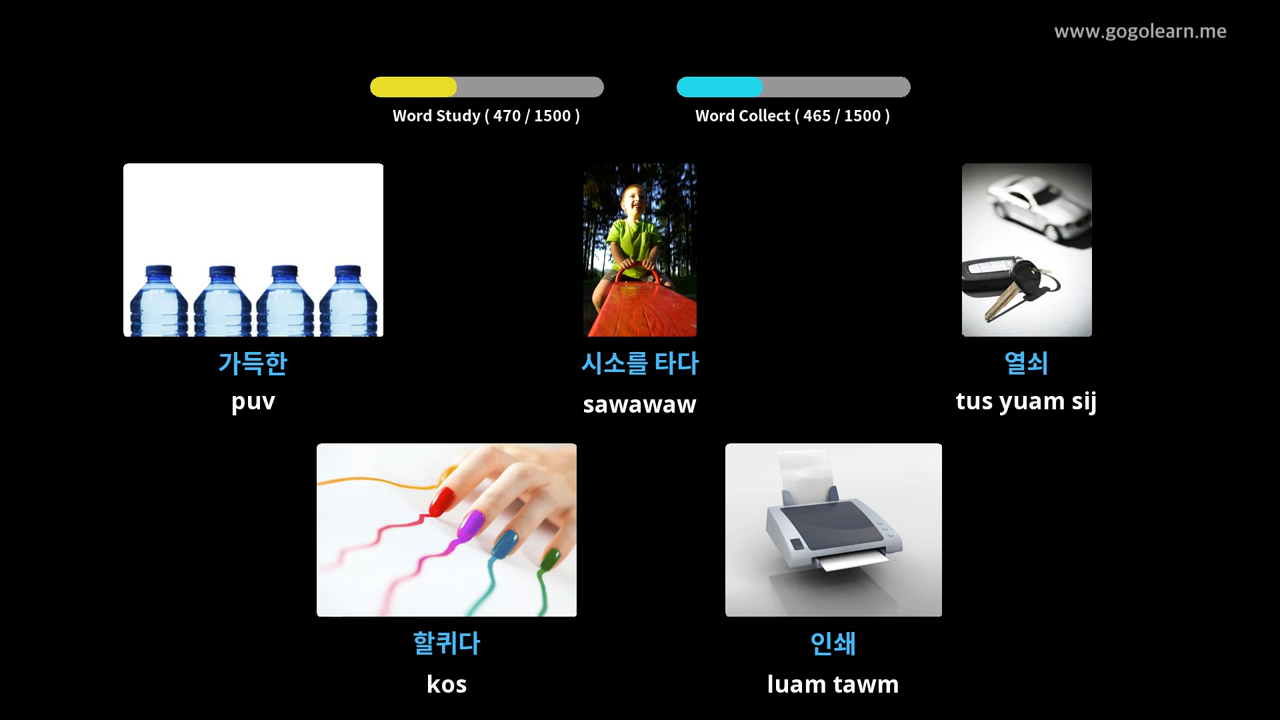 www.gogolearn.me
Word Study ( 470 / 1500 )
Word Collect ( 465 / 1500 )
가득한
puv
시소를 타다
sawawaw
열쇠
tus yuam sij
할퀴다
kos
인쇄
luam tawm